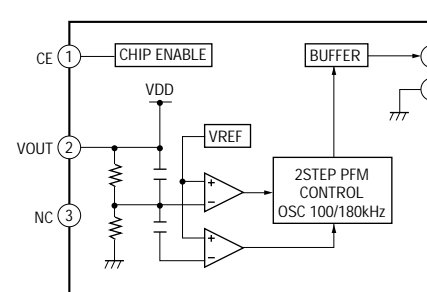 CE 1 CHIP ENABLE BUFFER
VDD
VOUT 2 VREF
2STEP PFM
CONTROL
OSC 100/180kHz
NC 3
+
−
+
−